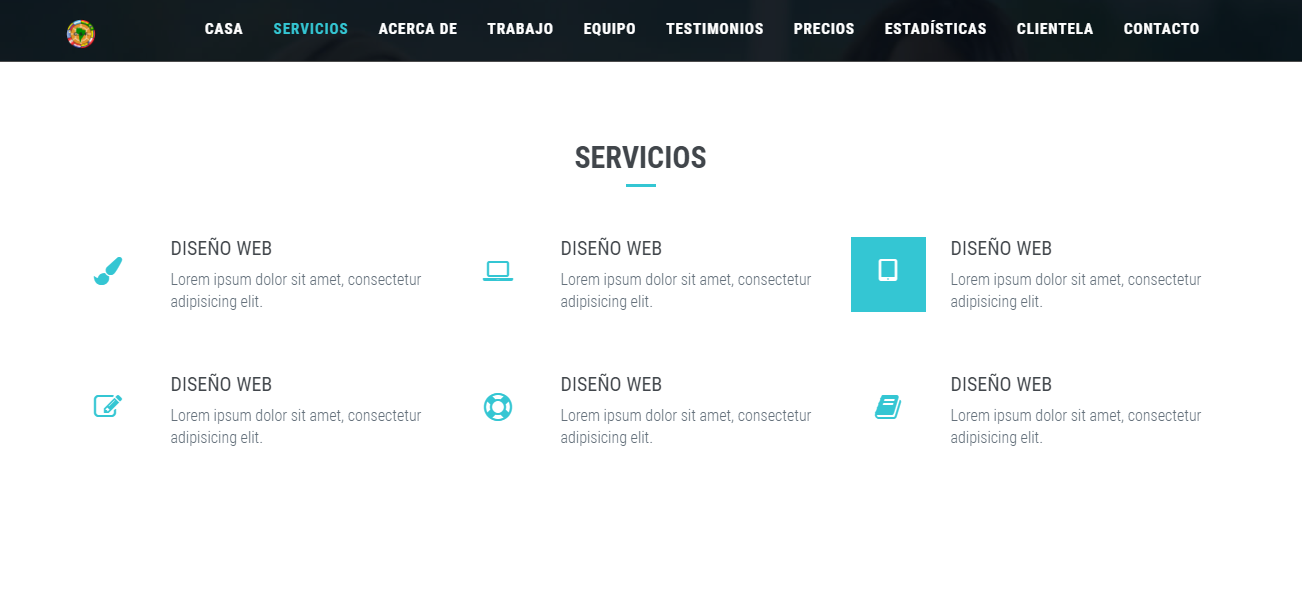 CASA SERVICIOS ACERCA DE TRABAJO EQUIPO TESTIMONIOS PRECIOS ESTADÍSTICAS CLIENTELA CONTACTO
SERVICIOS
DISEÑO WEB
Lorem ipsum dolor sit amet, consectetur
adipisicing elit.
DISEÑO WEB
Lorem ipsum dolor sit amet, consectetur
adipisicing elit.
DISEÑO WEB
Lorem ipsum dolor sit amet, consectetur
adipisicing elit.
DISEÑO WEB
Lorem ipsum dolor sit amet, consectetur
adipisicing elit.
DISEÑO WEB
Lorem ipsum dolor sit amet, consectetur
adipisicing elit.
DISEÑO WEB
Lorem ipsum dolor sit amet, consectetur
adipisicing elit.